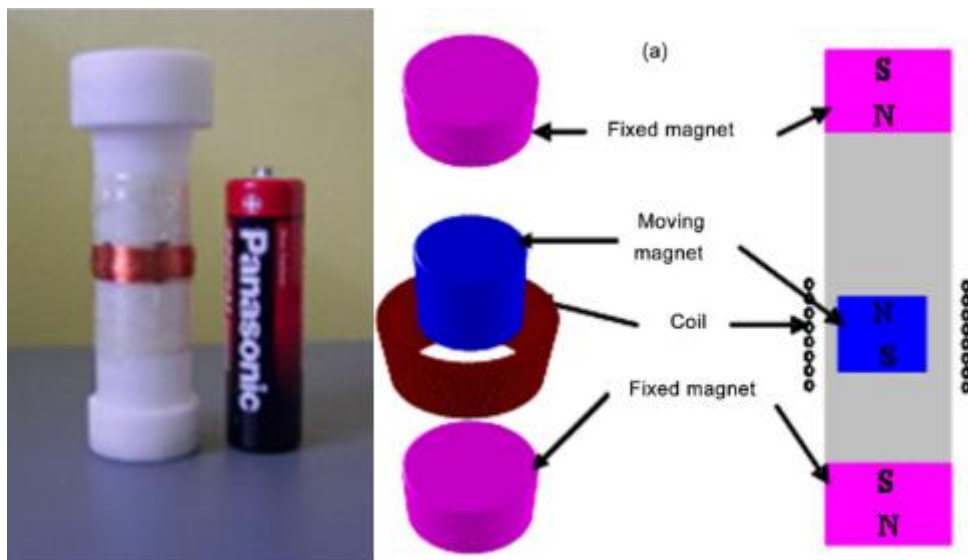 Panasonic
(a)
Fixed magnet
Moving
magnet
Coil
Fixed magnet
S
N
N
S
S
N